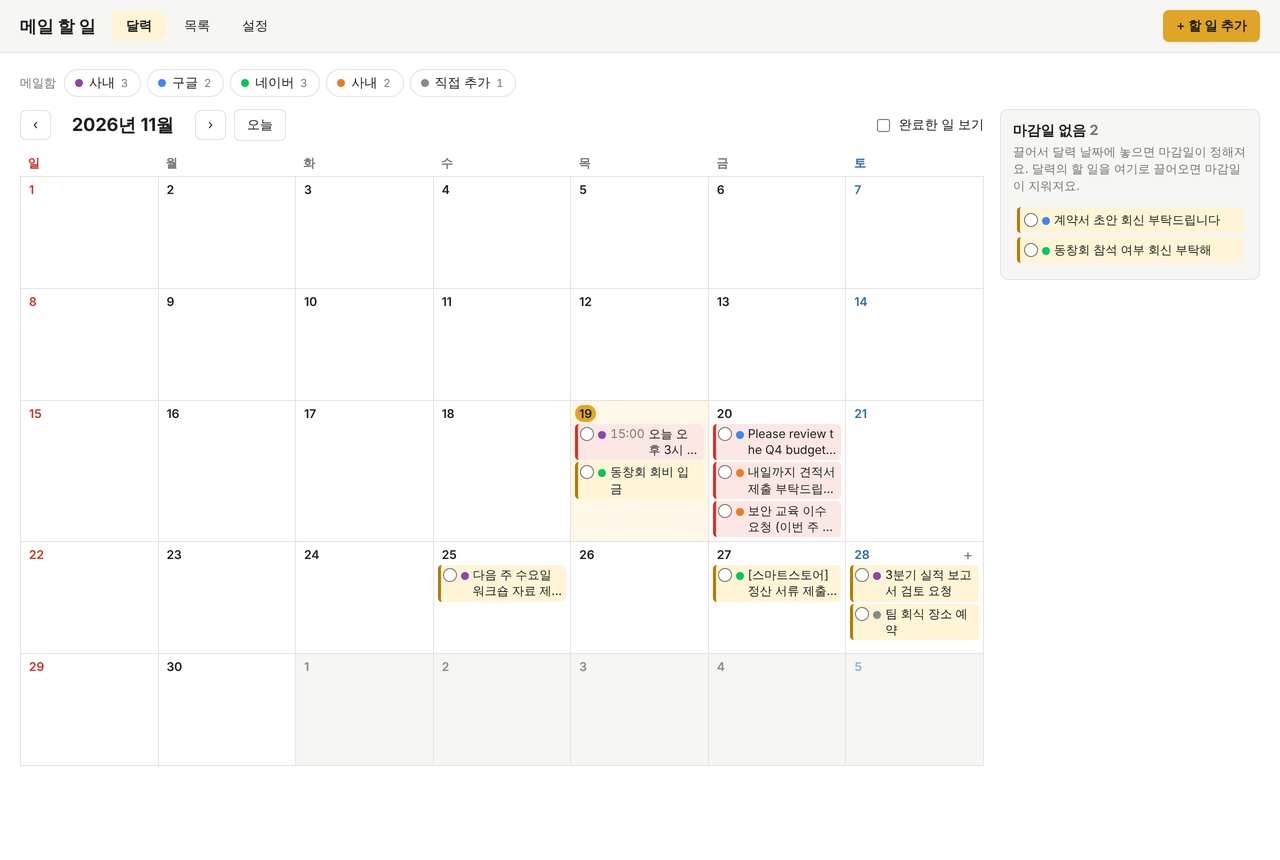 메일 할 일 달력 목록 설정 + 할 일 추가
메일함 사내 3 구글 2 네이버 3 사내 2 직접 추가 1
‹ 2026년 11월 › 오늘 완료한 일 보기
일 월 화 수 목 금 토
1 2 3 4 5 6 7
8 9 10 11 12 13 14
15 16 17 18 19 20 21
15:00 오늘 오
후 3시 ...
동창회 회비 입
금
Please review t
he Q4 budget...
내일까지 견적서
제출 부탁드립...
보안 교육 이수
요청 (이번 주 ...
22 23 24 25 26 27 28 +
다음 주 수요일
워크숍 자료 제...
[스마트스토어]
정산 서류 제출...
3분기 실적 보고
서 검토 요청
팀 회식 장소 예
약
29 30 1 2 3 4 5
마감일 없음 2
끌어서 달력 날짜에 놓으면 마감일이 정해져
요. 달력의 할 일을 여기로 끌어오면 마감일
이 지워져요.
계약서 초안 회신 부탁드립니다
동창회 참석 여부 회신 부탁해